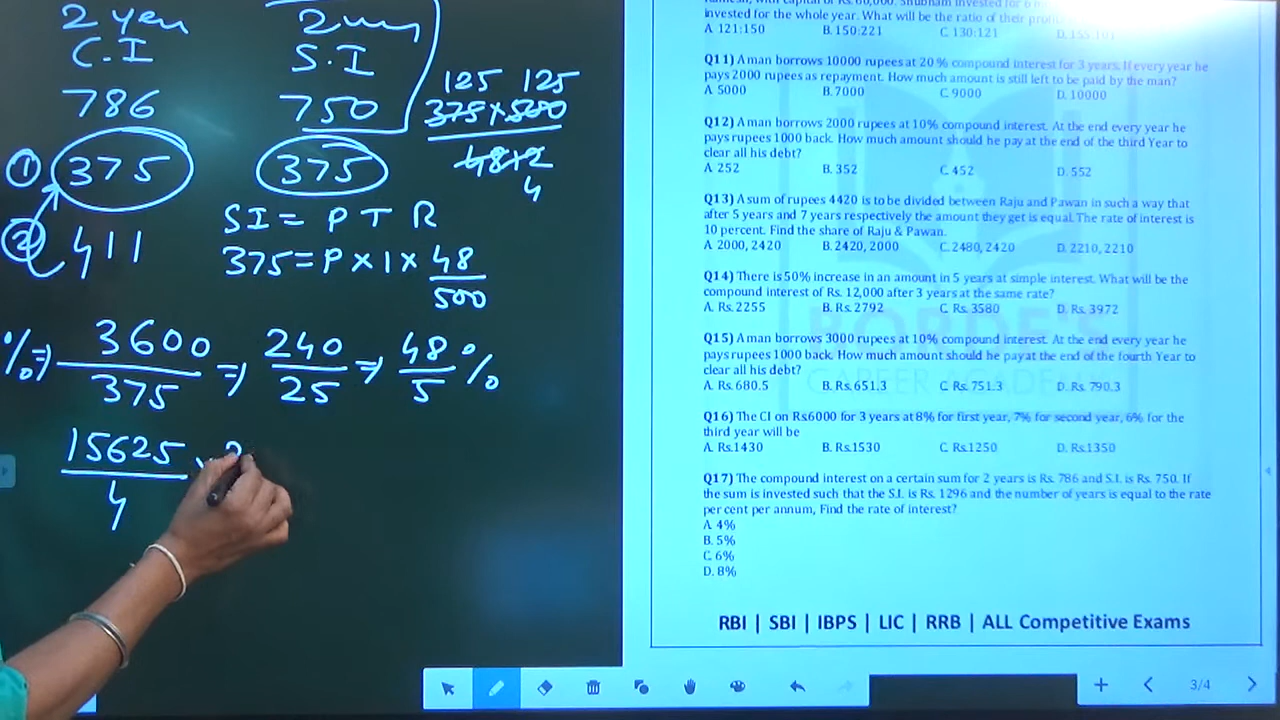 2 year
C.I
786
① 375
② 411
2
S.I
750
375
125 125
375×500
48×2
4
SI = P T R
375 = P × 1 × 48/500
% ⇒ 3600/375 ⇒ 240/25 ⇒ 48/5 %
15625/4
invested for the whole year. What will be the ratio of their
A 121:150 B. 150:221 C. 130:121 D. 155:101
Q11) A man borrows 10000 rupees at 20 % compound interest for 3 years. If every year he
pays 2000 rupees as repayment. How much amount is still left to be paid by the man?
A 5000 B. 7000 C. 9000 D. 10000
Q12) A man borrows 2000 rupees at 10% compound interest. At the end every year he
pays rupees 1000 back. How much amount should he pay at the end of the third Year to
clear all his debt?
A 252 B. 352 C. 452 D. 552
Q13) A sum of rupees 4420 is to be divided between Raju and Pawan in such a way that
after 5 years and 7 years respectively the amount they get is equal. The rate of interest is
10 percent. Find the share of Raju & Pawan.
A 2000, 2420 B. 2420, 2000 C. 2480, 2420 D. 2210, 2210
Q14) There is 50% increase in an amount in 5 years at simple interest. What will be the
compound interest of Rs. 12,000 after 3 years at the same rate?
A. Rs. 2255 B. Rs. 2792 C. Rs. 3580 D. Rs. 3972
Q15) A man borrows 3000 rupees at 10% compound interest. At the end every year he
pays rupees 1000 back. How much amount should he pay at the end of the fourth Year to
clear all his debt?
A. Rs. 680.5 B. Rs. 651.3 C. Rs. 751.3 D. Rs. 790.3
Q16) The CI on Rs6000 for 3 years at 8% for first year, 7% for second year, 6% for the
third year will be
A. Rs.1430 B. Rs.1530 C. Rs.1250 D. Rs.1350
Q17) The compound interest on a certain sum for 2 years is Rs. 786 and S.I. is Rs. 750. If
the sum is invested such that the S.I. is Rs. 1296 and the number of years is equal to the rate
per cent per annum, Find the rate of interest?
A. 4%
B. 5%
C. 6%
D. 8%
CAREER ACADEMY
RBI | SBI | IBPS | LIC | RRB | ALL Competitive Exams
3/4